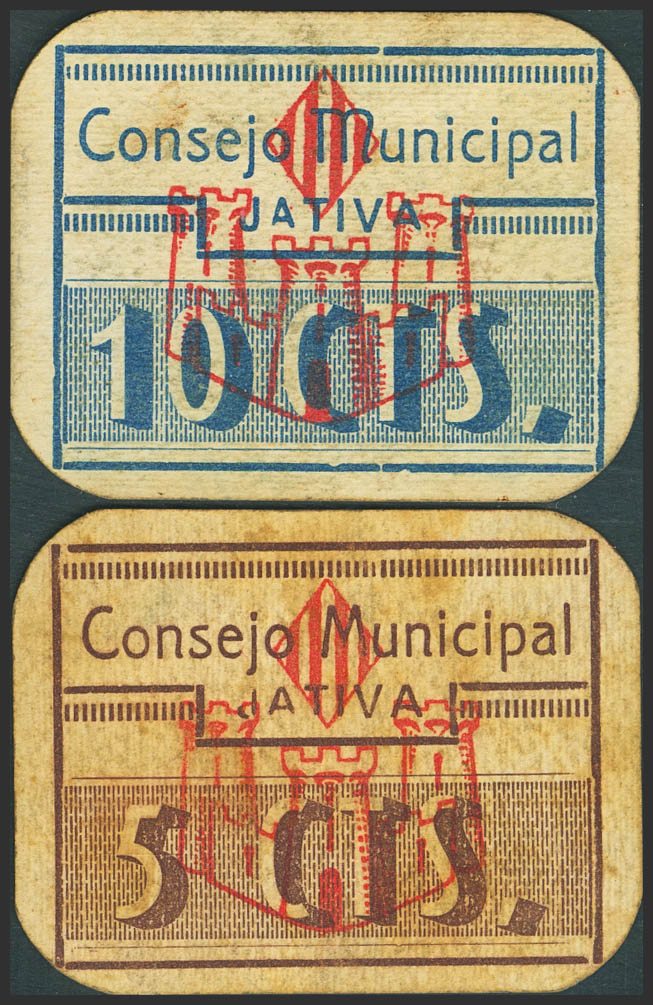 Consejo Municipal
JATIVA
10 CTS.
Consejo Municipal
JATIVA
5 CTS.